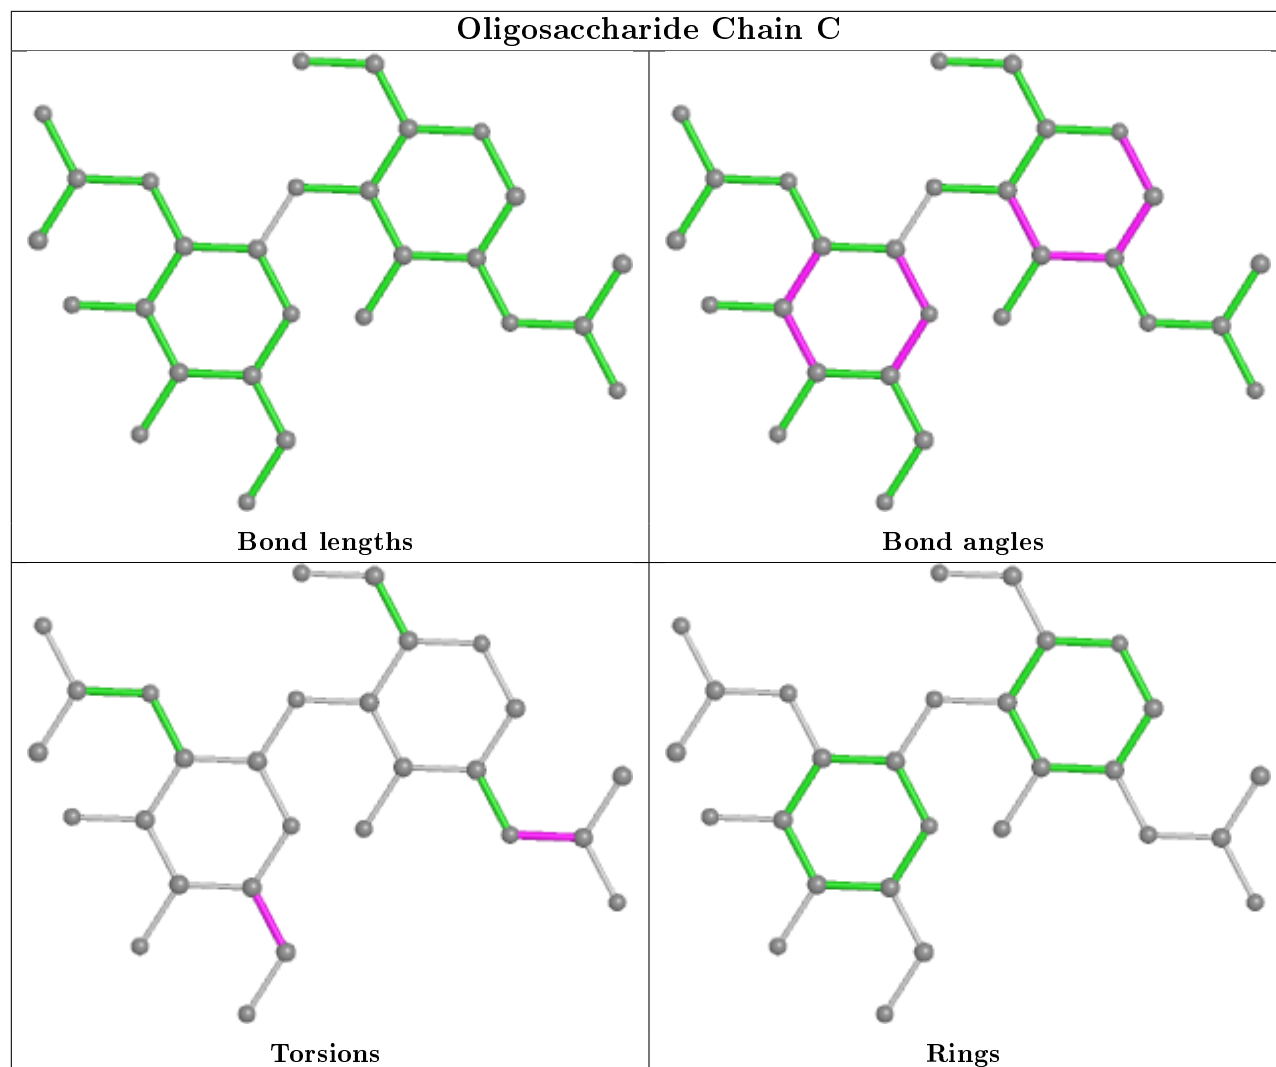 Oligosaccharide Chain C
Bond lengths
Bond angles
Torsions
Rings